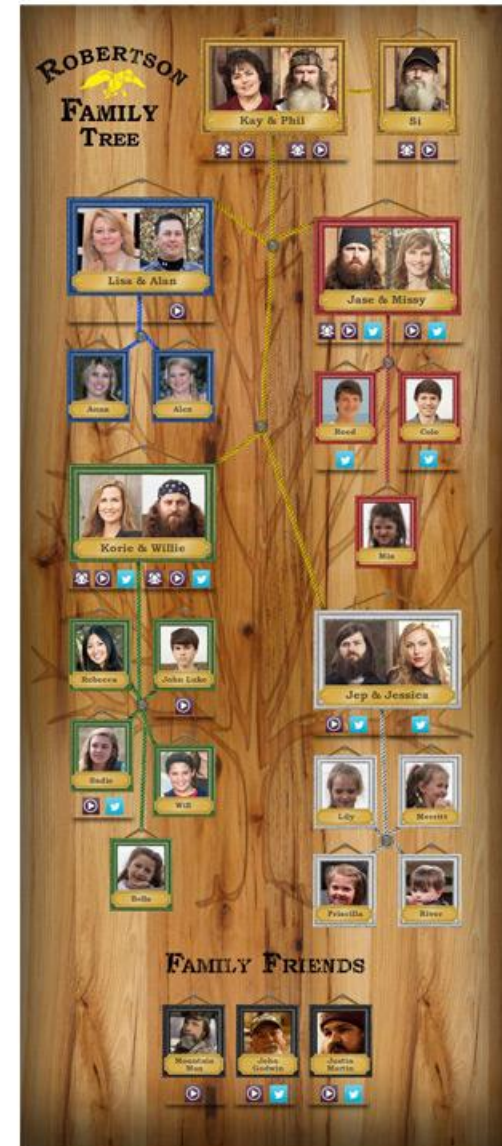 ROBERTSON
FAMILY
TREE
Kay & Phil
Si
Lisa & Alan
Jase & Missy
Anna
Alex
Reed
Cole
Korie & Willie
Mia
Rebecca
John Luke
Jep & Jessica
Sadie
Will
Lily
Merritt
Bella
Priscilla
River
FAMILY FRIENDS
Mountain
Man
John
Godwin
Justin
Martin